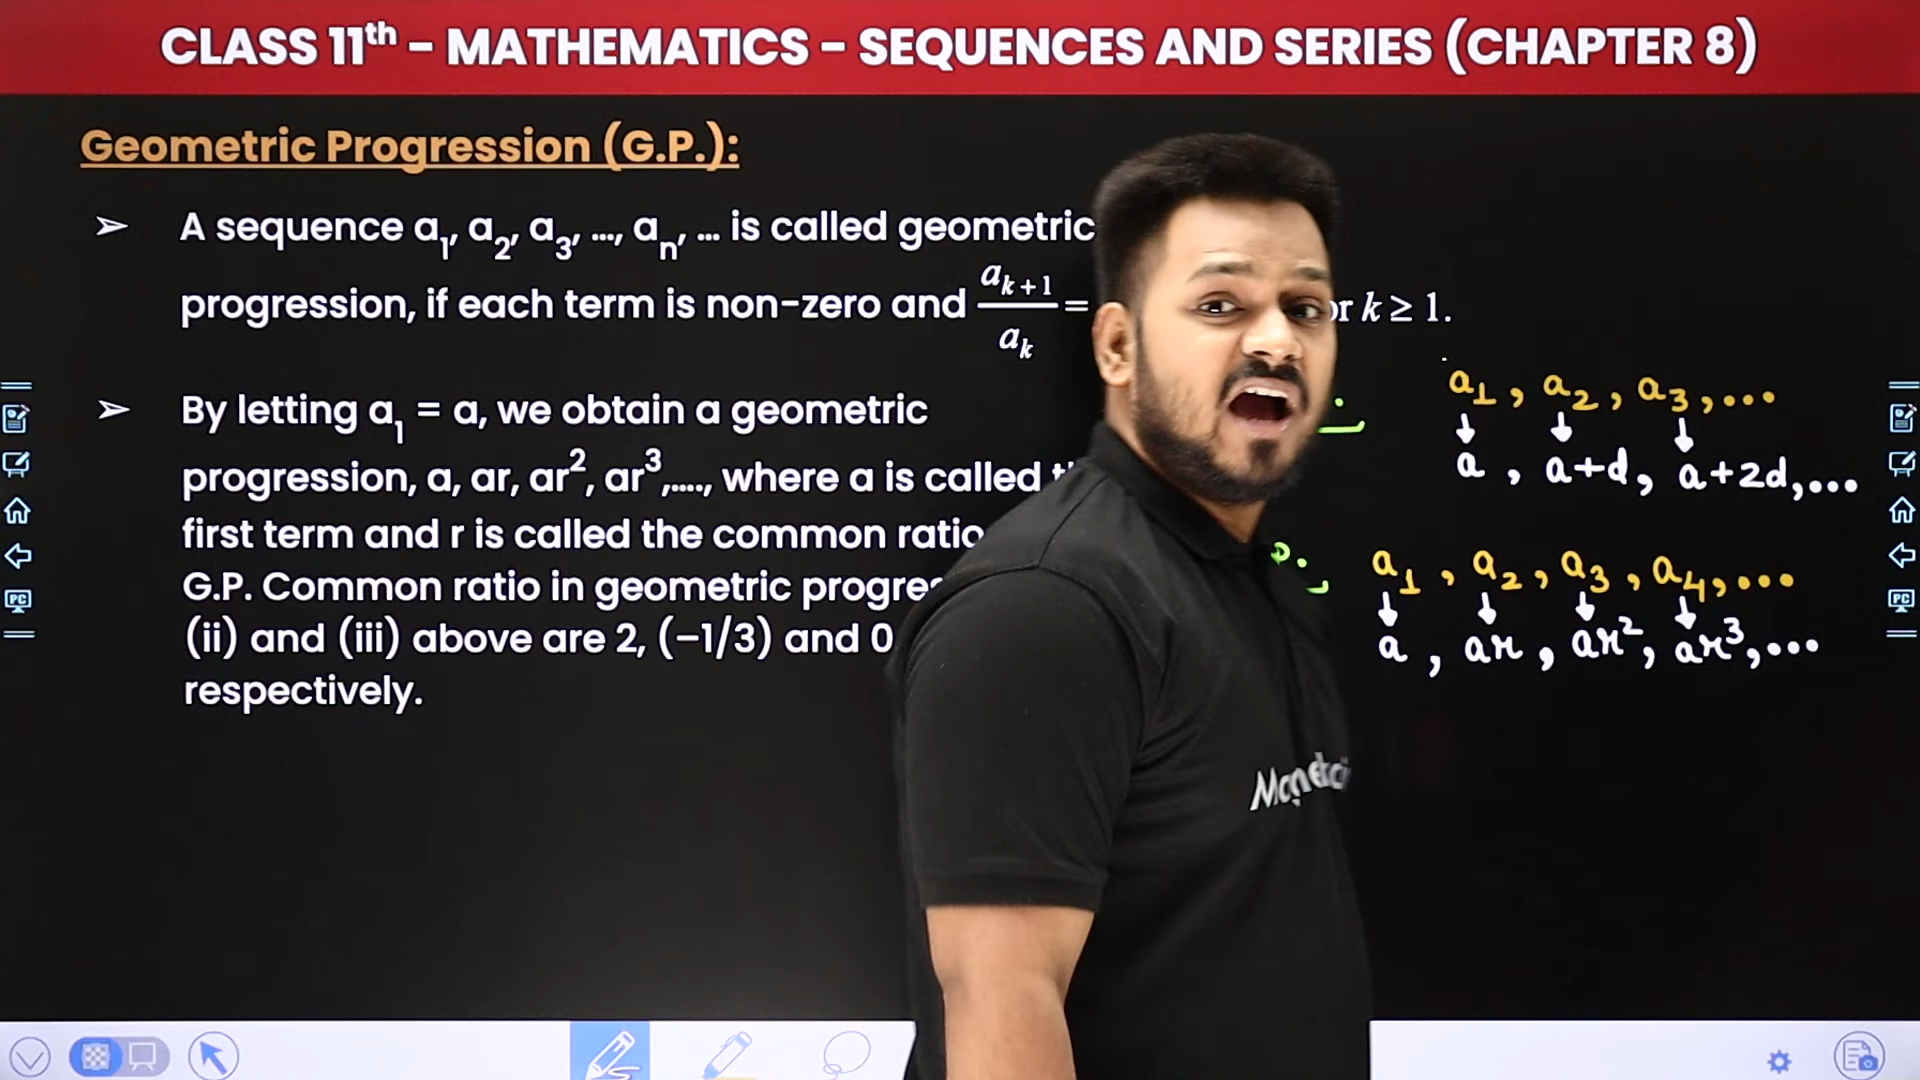 CLASS 11th – MATHEMATICS – SEQUENCES AND SERIES (CHAPTER 8)
Geometric Progression (G.P.):
➢ A sequence a₁, a₂, a₃, ..., aₙ, ... is called geometric
progression, if each term is non-zero and aₖ₊₁/aₖ = k ≥ 1.
➢ By letting a₁ = a, we obtain a geometric
progression, a, ar, ar², ar³,...., where a is called
first term and r is called the common ratio
G.P. Common ratio in geometric
(ii) and (iii) above are 2, (–1/3) and 0
respectively.
a₁, a₂, a₃, ...
a, a+d, a+2d, ...
a₁, a₂, a₃, a₄, ...
a, ar, ar², ar³, ...
PC
PC